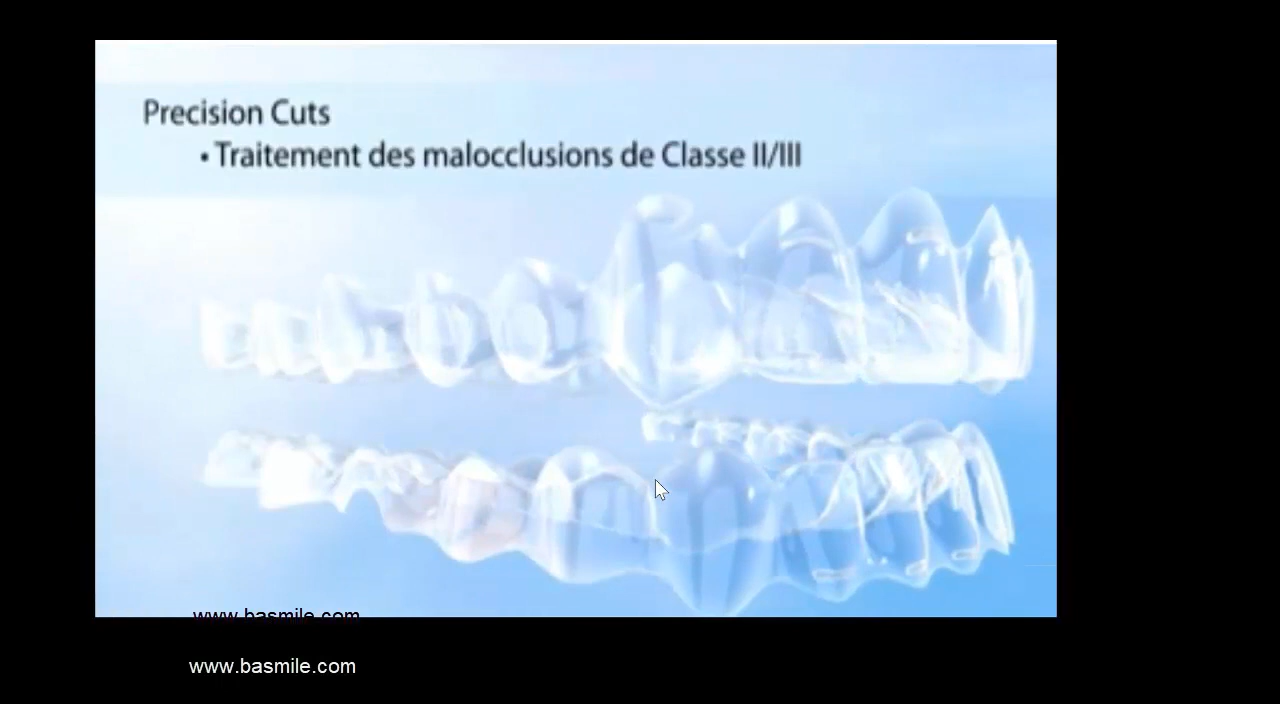 Precision Cuts
• Traitement des malocclusions de Classe II/III
www.basmile.com
www.basmile.com